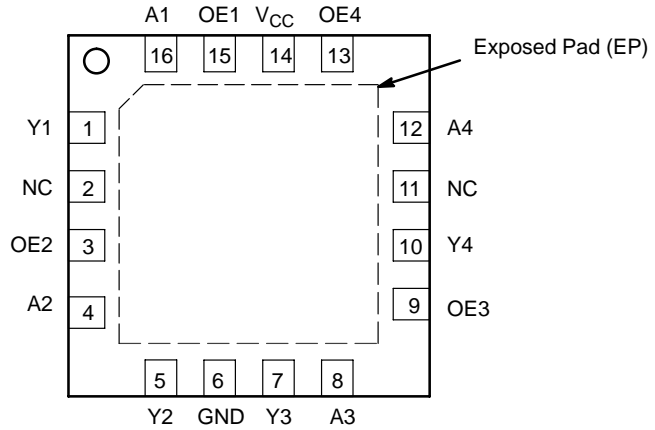 A1 OE1 VCC OE4
16 15 14 13
Exposed Pad (EP)
Y1 1 12 A4
NC 2 11 NC
OE2 3 10 Y4
A2 4 9 OE3
5 6 7 8
Y2 GND Y3 A3